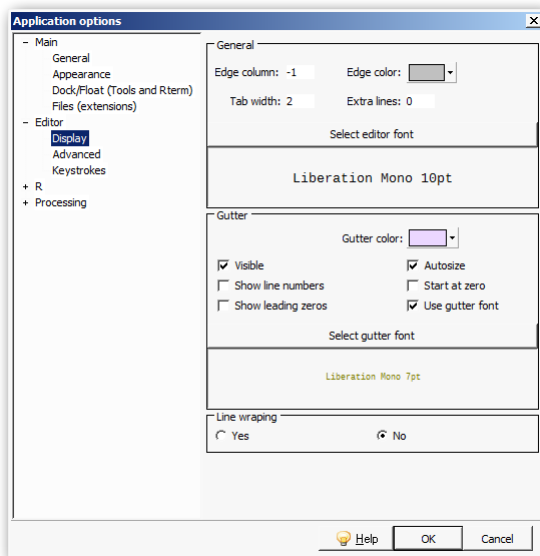 Application options
− Main
General
Appearance
Dock/Float (Tools and Rterm)
Files (extensions)
− Editor
Display
Advanced
Keystrokes
+ R
+ Processing
General
Edge column: -1 Edge color:
Tab width: 2 Extra lines: 0
Select editor font
Liberation Mono 10pt
Gutter
Gutter color:
Visible Autosize
Show line numbers Start at zero
Show leading zeros Use gutter font
Select gutter font
Liberation Mono 7pt
Line wraping
Yes No
Help OK Cancel